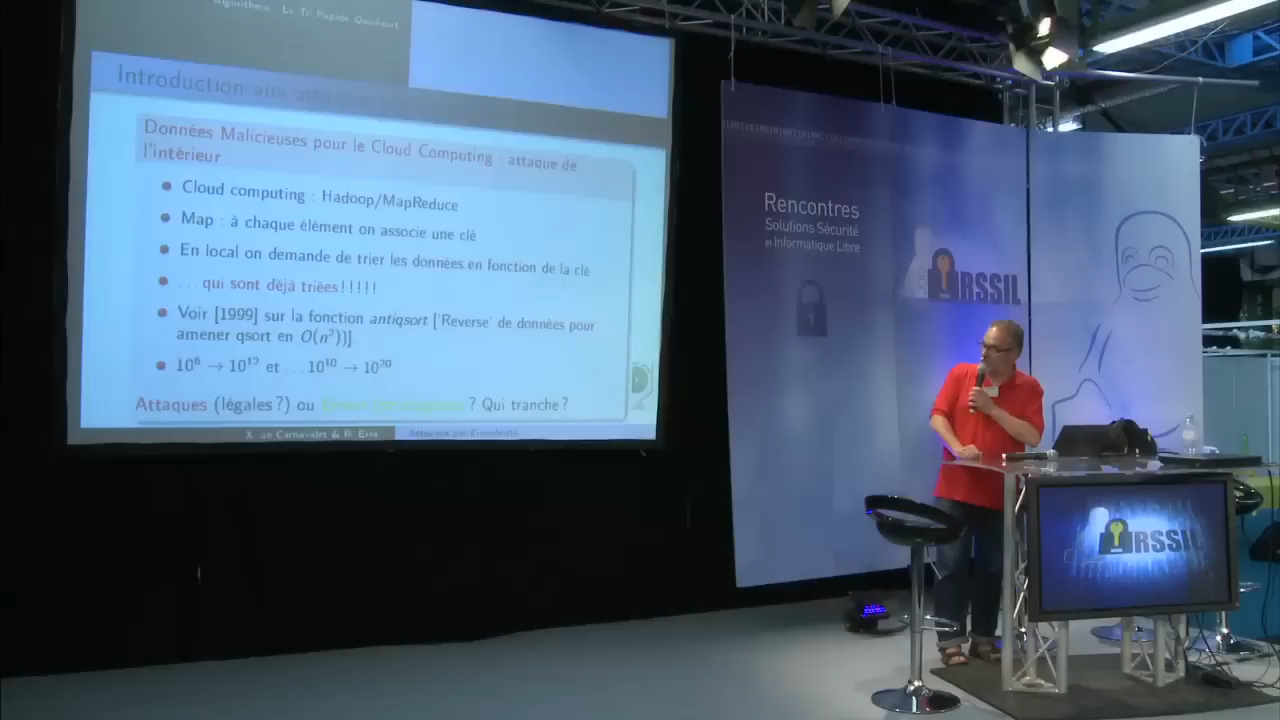 Algorithme Le Tri Rapide Quicksort
Introduction aux attaques
Données Malicieuses pour le Cloud Computing : attaque de
l'intérieur
Cloud computing : Hadoop/MapReduce
Map : à chaque élément on associe une clé
En local on demande de trier les données en fonction de la clé
...qui sont déjà triées!!!!!
Voir [1999] sur la fonction antiqsort ['Reverse' de données pour
amener qsort en O(n²))].
10⁶ → 10¹² et ...10¹⁰ → 10²⁰
Attaques (légales?) ou ? Qui tranche?
Attaques par
Rencontres
Solutions Sécurité
et Informatique Libre
RSSIL
RSSIL